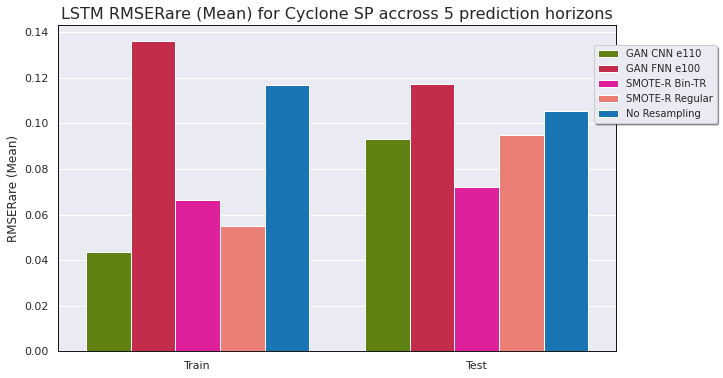 LSTM RMSERare (Mean) for Cyclone SP accross 5 prediction horizons
GAN CNN e110
GAN FNN e100
SMOTE-R Bin-TR
SMOTE-R Regular
No Resampling
RMSERare (Mean)
0.14
0.12
0.10
0.08
0.06
0.04
0.02
0.00
Train
Test